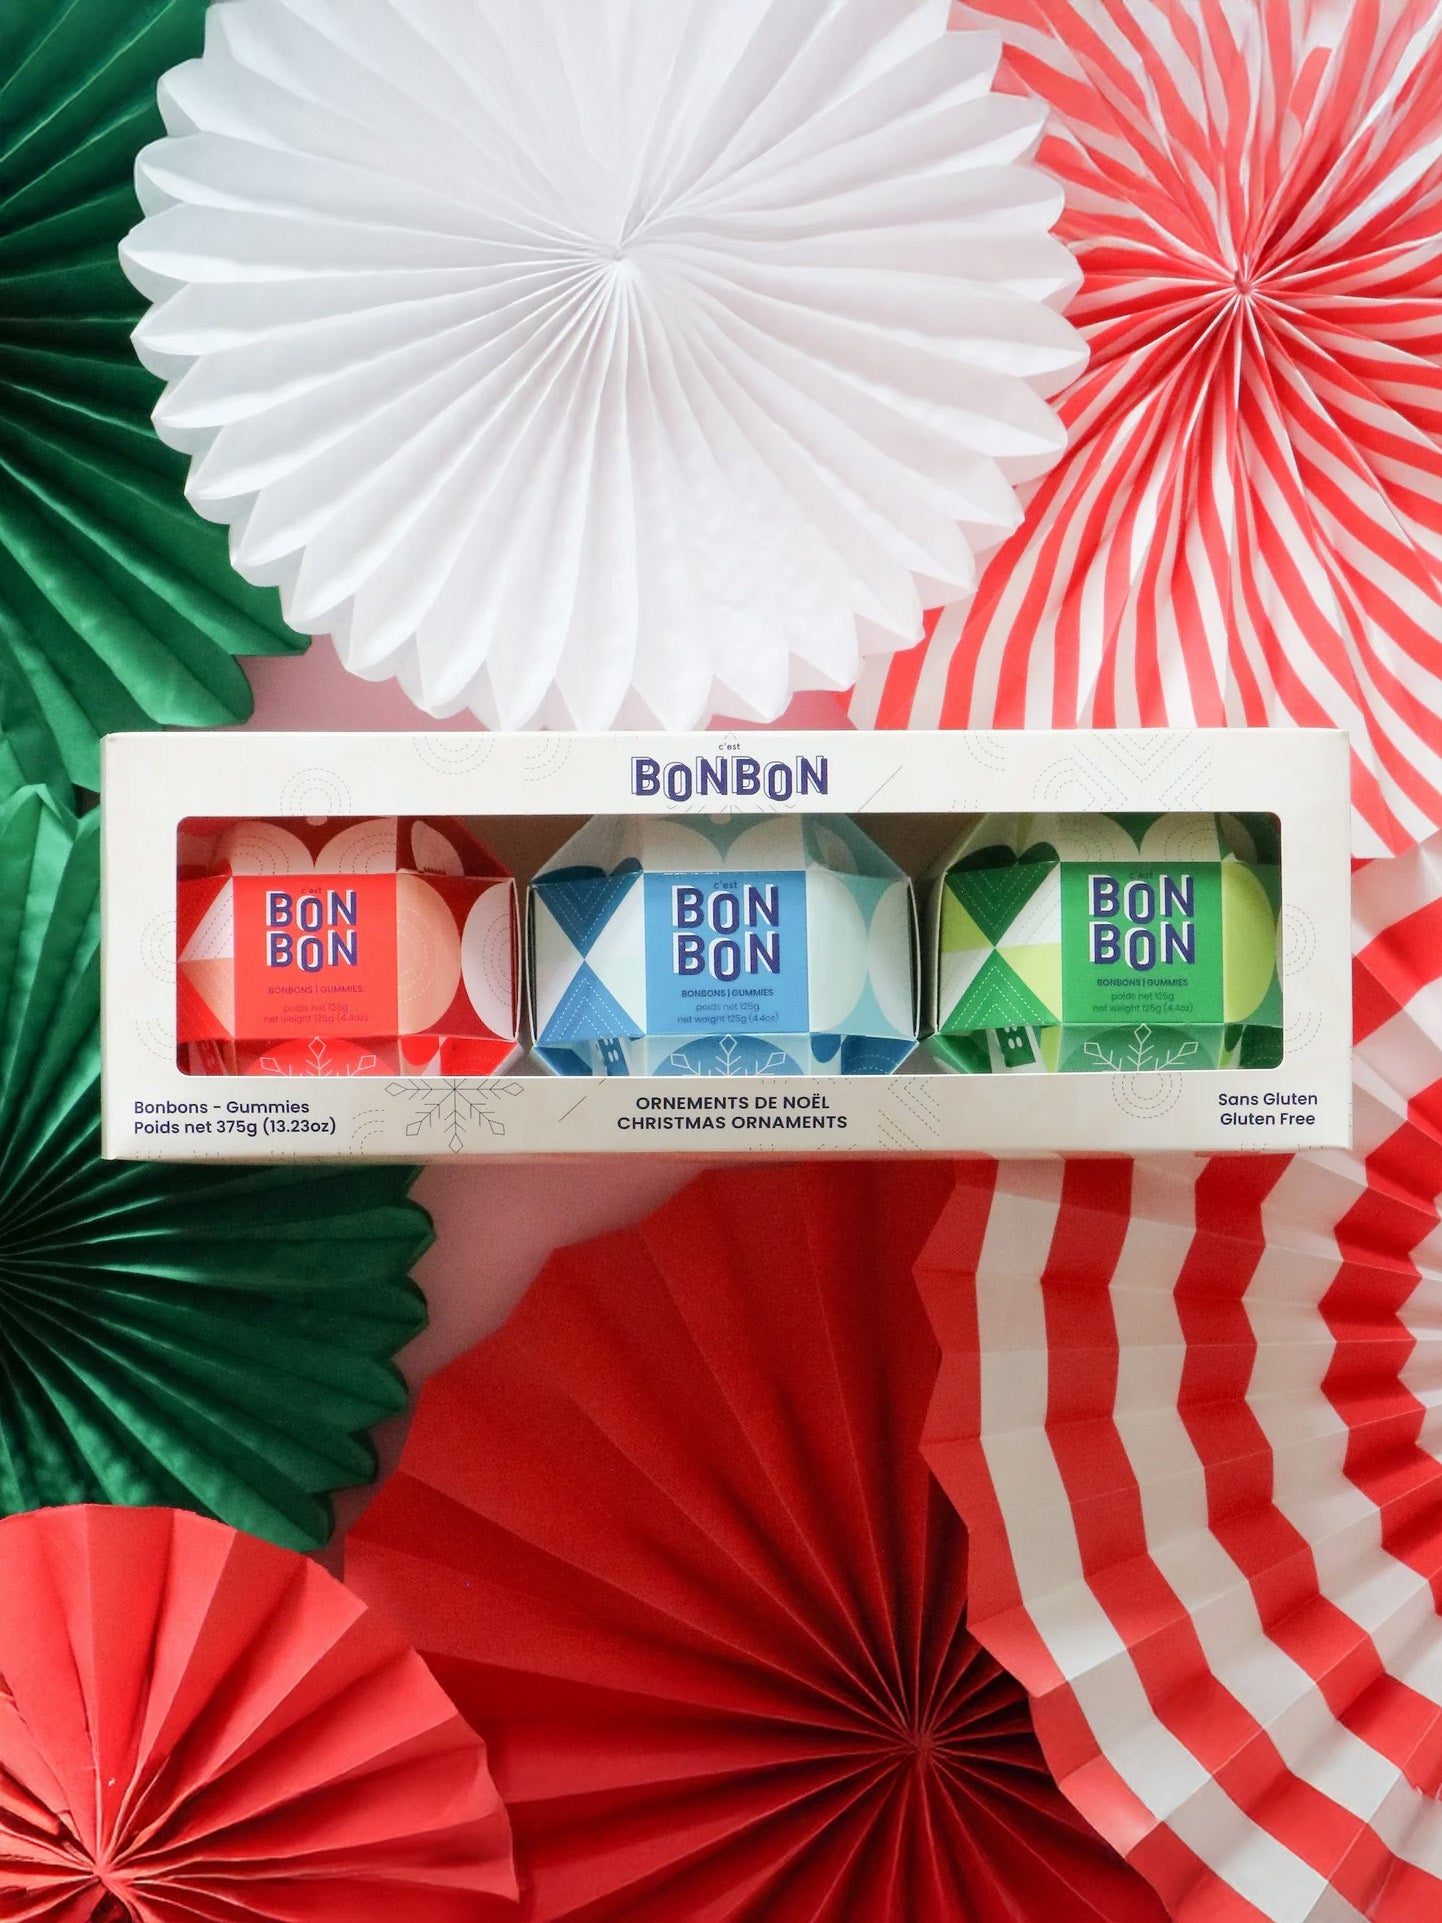 c'est
BONBON
c'est
BON
BON
BONBONS | GUMMIES
poids net 125g
net weight 125g (4.4oz)
c'est
BON
BON
BONBONS | GUMMIES
poids net 125g
net weight 125g (4.4oz)
BON
BON
BONBONS | GUMMIES
poids net 125g
net weight 125g (4.4oz)
Bonbons - Gummies
Poids net 375g (13.23oz)
ORNEMENTS DE NOËL
CHRISTMAS ORNAMENTS
Sans Gluten
Gluten Free